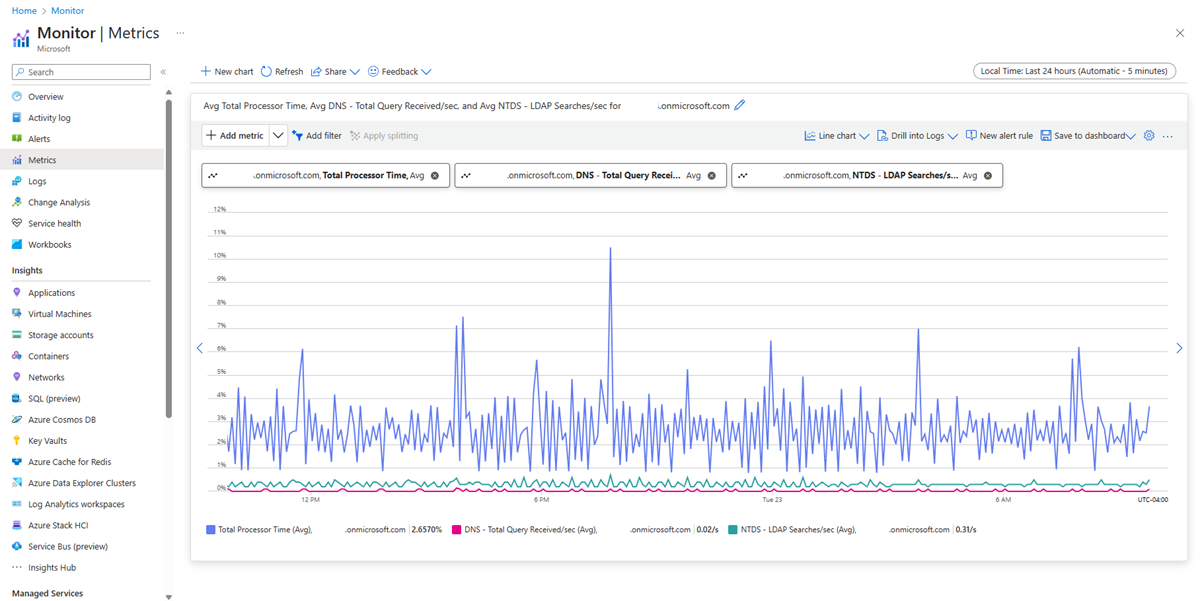 Home > Monitor
Monitor | Metrics ...
Microsoft
Search «
Overview
Activity log
Alerts
Metrics
Logs
Change Analysis
Service health
Workbooks
Insights
Applications
Virtual Machines
Storage accounts
Containers
Networks
SQL (preview)
Azure Cosmos DB
Key Vaults
Azure Cache for Redis
Azure Data Explorer Clusters
Log Analytics workspaces
Azure Stack HCI
Service Bus (preview)
Insights Hub
Managed Services
New chart Refresh Share Feedback Local Time: Last 24 hours (Automatic - 5 minutes)
Avg Total Processor Time, Avg DNS - Total Query Received/sec, and Avg NTDS - LDAP Searches/sec for .onmicrosoft.com
Add metric Add filter Apply splitting Line chart Drill into Logs New alert rule Save to dashboard ...
.onmicrosoft.com, Total Processor Time, Avg .onmicrosoft.com, DNS - Total Query Recei... Avg .onmicrosoft.com, NTDS - LDAP Searches/s... Avg
12%
11%
10%
9%
8%
7%
6%
5%
4%
3%
2%
1%
0%
12 PM 6 PM Tue 23 6 AM UTC-04:00
Total Processor Time (Avg), .onmicrosoft.com | 2.6570% DNS - Total Query Received/sec (Avg), .onmicrosoft.com | 0.02/s NTDS - LDAP Searches/sec (Avg), .onmicrosoft.com | 0.31/s